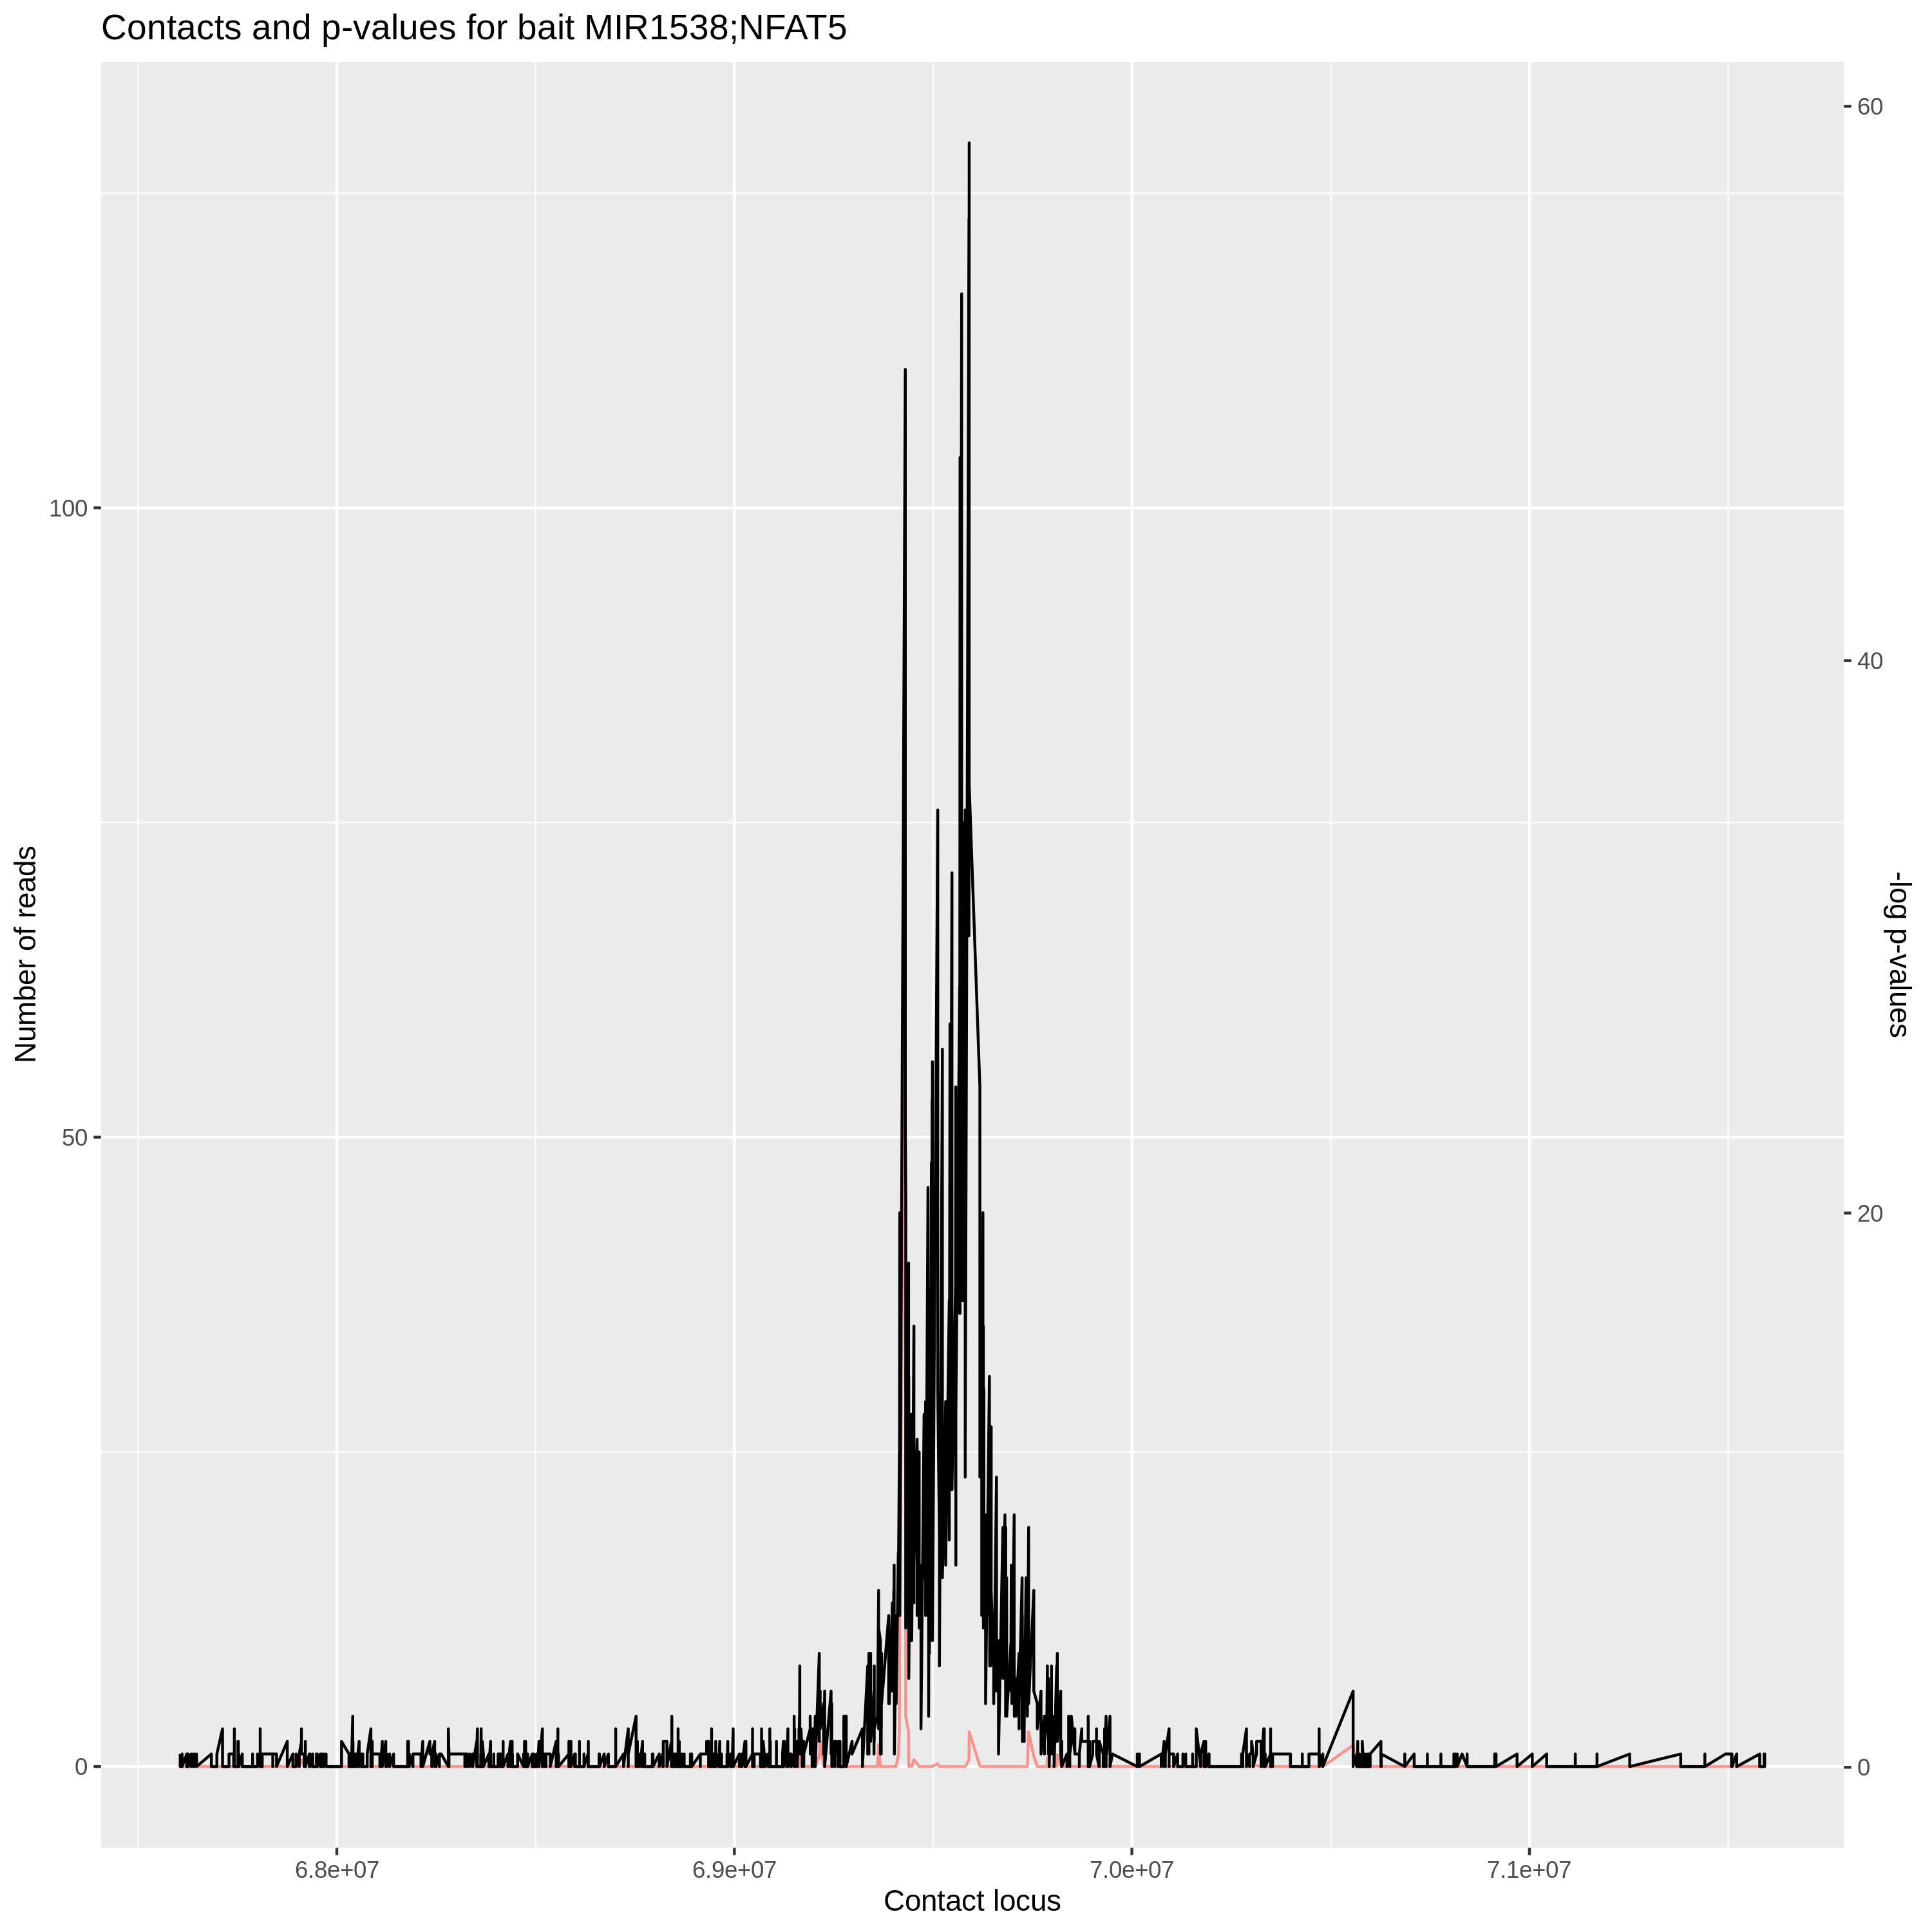 Contacts and p-values for bait MIR1538;NFAT5
60
100
40
Number of reads
-log p-values
50
20
0
0
6.8e+07
6.9e+07
7.0e+07
7.1e+07
Contact locus